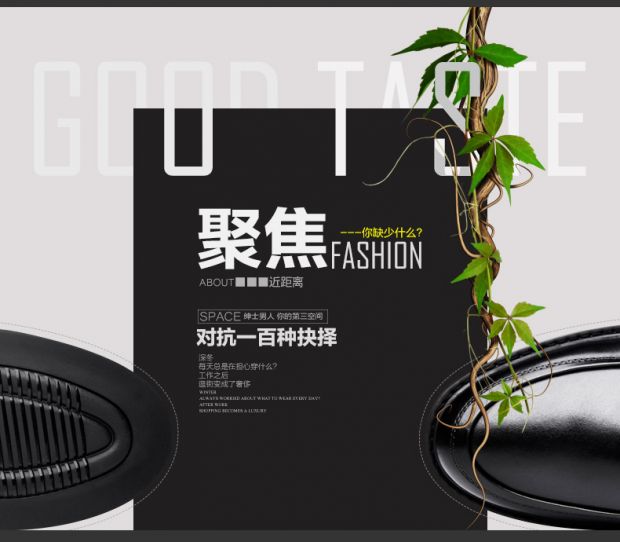 GOOD TASTE
聚焦
---你缺少什么?
FASHION
ABOUT■■■近距离
SPACE 绅士男人 你的第三空间
对抗一百种抉择
深冬
每天总是在担心穿什么?
工作之后
逛街变成了奢侈
WINTER
ALWAYS WORRIED ABOUT WHAT TO WEAR EVERY DAY?
AFTER WORK
SHOPPING BECOMES A LUXURY